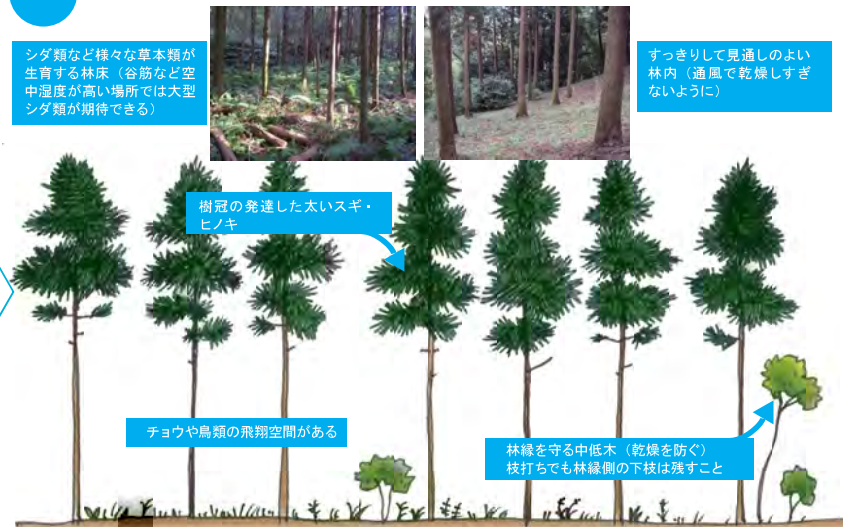 シダ類など様々な草本類が
生育する林床（谷筋など空
中湿度が高い場所では大型
シダ類が期待できる）
すっきりして見通しのよい
林内（通風で乾燥しすぎ
ないように）
樹冠の発達した太いスギ・
ヒノキ
チョウや鳥類の飛翔空間がある
林縁を守る中低木（乾燥を防ぐ）
枝打ちでも林縁側の下枝は残すこと